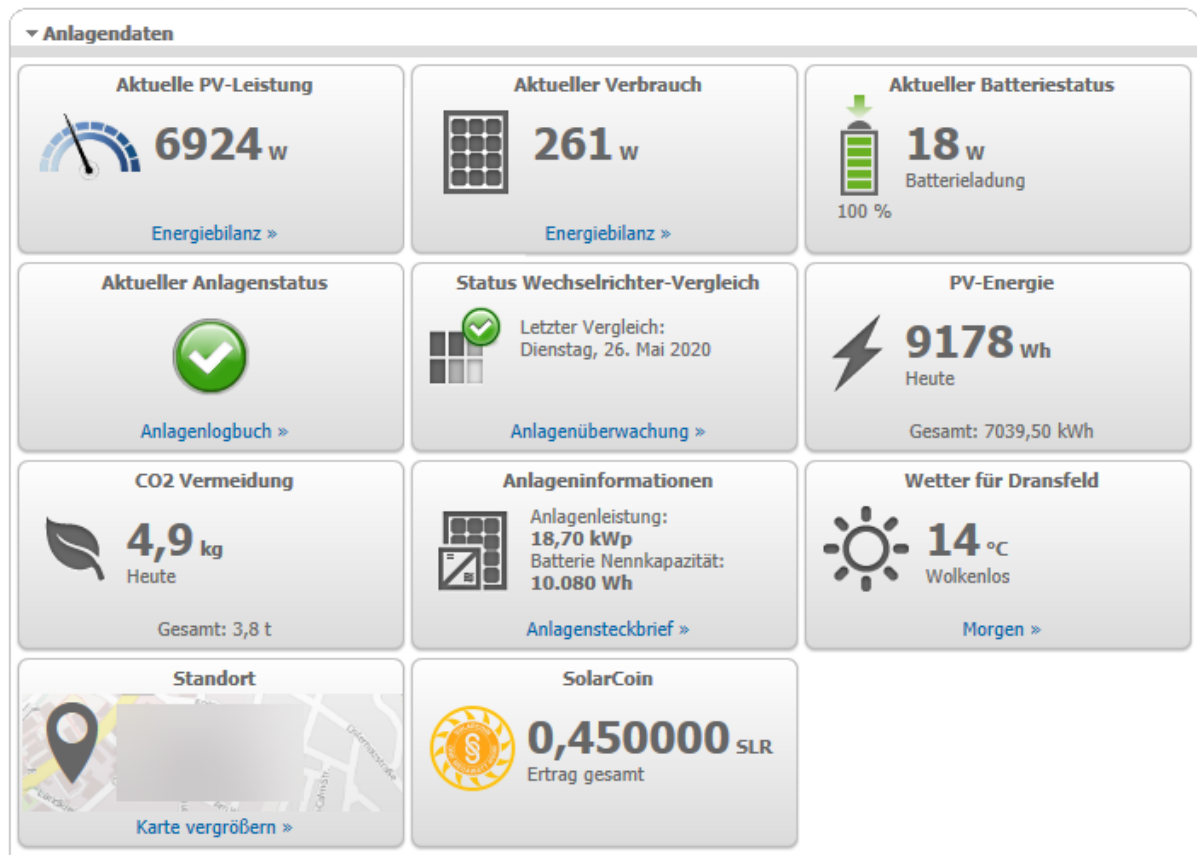 Anlagendaten
Aktuelle PV-Leistung
6924 W
Energiebilanz »
Aktueller Verbrauch
261 W
Energiebilanz »
Aktueller Batteriestatus
18 W
Batterieladung
100 %
Aktueller Anlagenstatus
Anlagenlogbuch »
Status Wechselrichter-Vergleich
Letzter Vergleich:
Dienstag, 26. Mai 2020
Anlagenüberwachung »
PV-Energie
9178 Wh
Heute
Gesamt: 7039,50 kWh
CO2 Vermeidung
4,9 kg
Heute
Gesamt: 3,8 t
Anlageninformationen
Anlagenleistung:
18,70 kWp
Batterie Nennkapazität:
10.080 Wh
Anlagensteckbrief »
Wetter für Dransfeld
14 °C
Wolkenlos
Morgen »
Standort
Karte vergrößern »
SolarCoin
0,450000 SLR
Ertrag gesamt